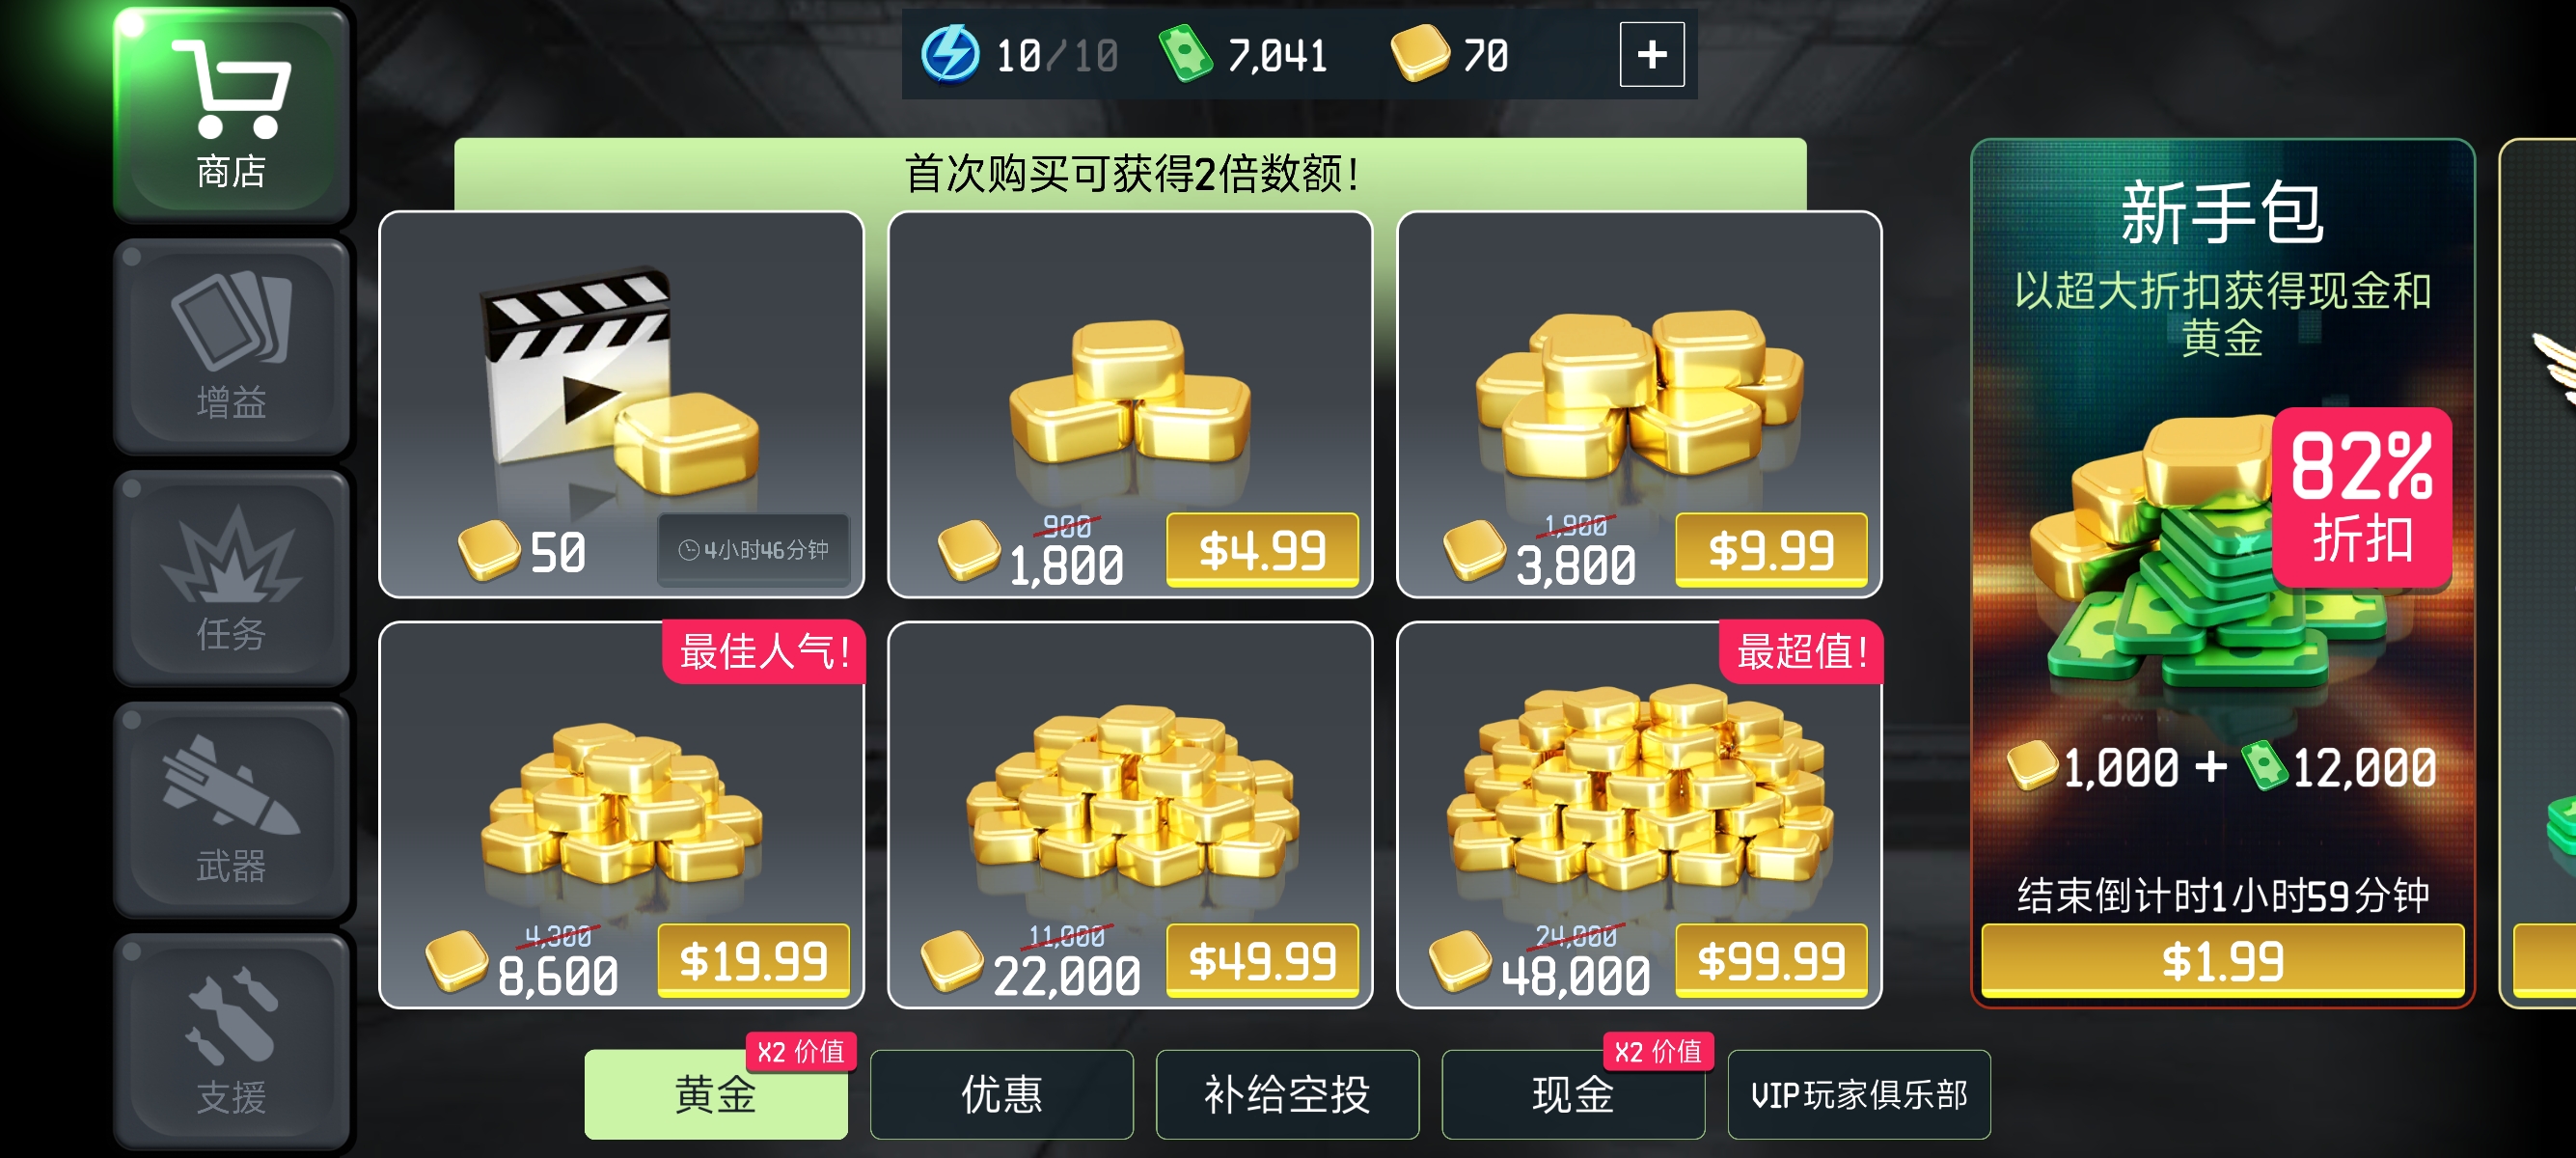 10/10
7,041
70
+
商店
增益
任务
武器
支援
首次购买可获得2倍数额!
50
4小时46分钟
900
1,800
$4.99
1,900
3,800
$9.99
最佳人气!
4,300
8,600
$19.99
11,000
22,000
$49.99
最超值!
24,000
48,000
$99.99
新手包
以超大折扣获得现金和
黄金
82%
折扣
1,000 + 12,000
结束倒计时1小时59分钟
$1.99
X2 价值
黄金
优惠
补给空投
X2 价值
现金
VIP玩家俱乐部